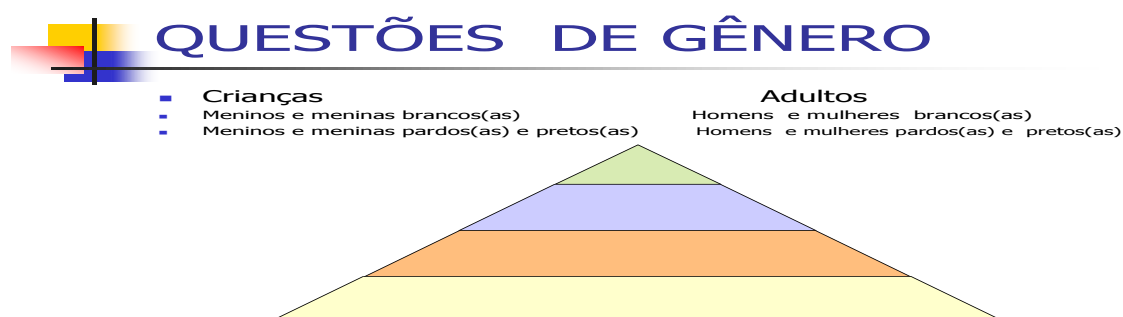 QUESTÕES DE GÊNERO
Crianças Adultos
Meninos e meninas brancos(as) Homens e mulheres brancos(as)
Meninos e meninas pardos(as) e pretos(as) Homens e mulheres pardos(as) e pretos(as)